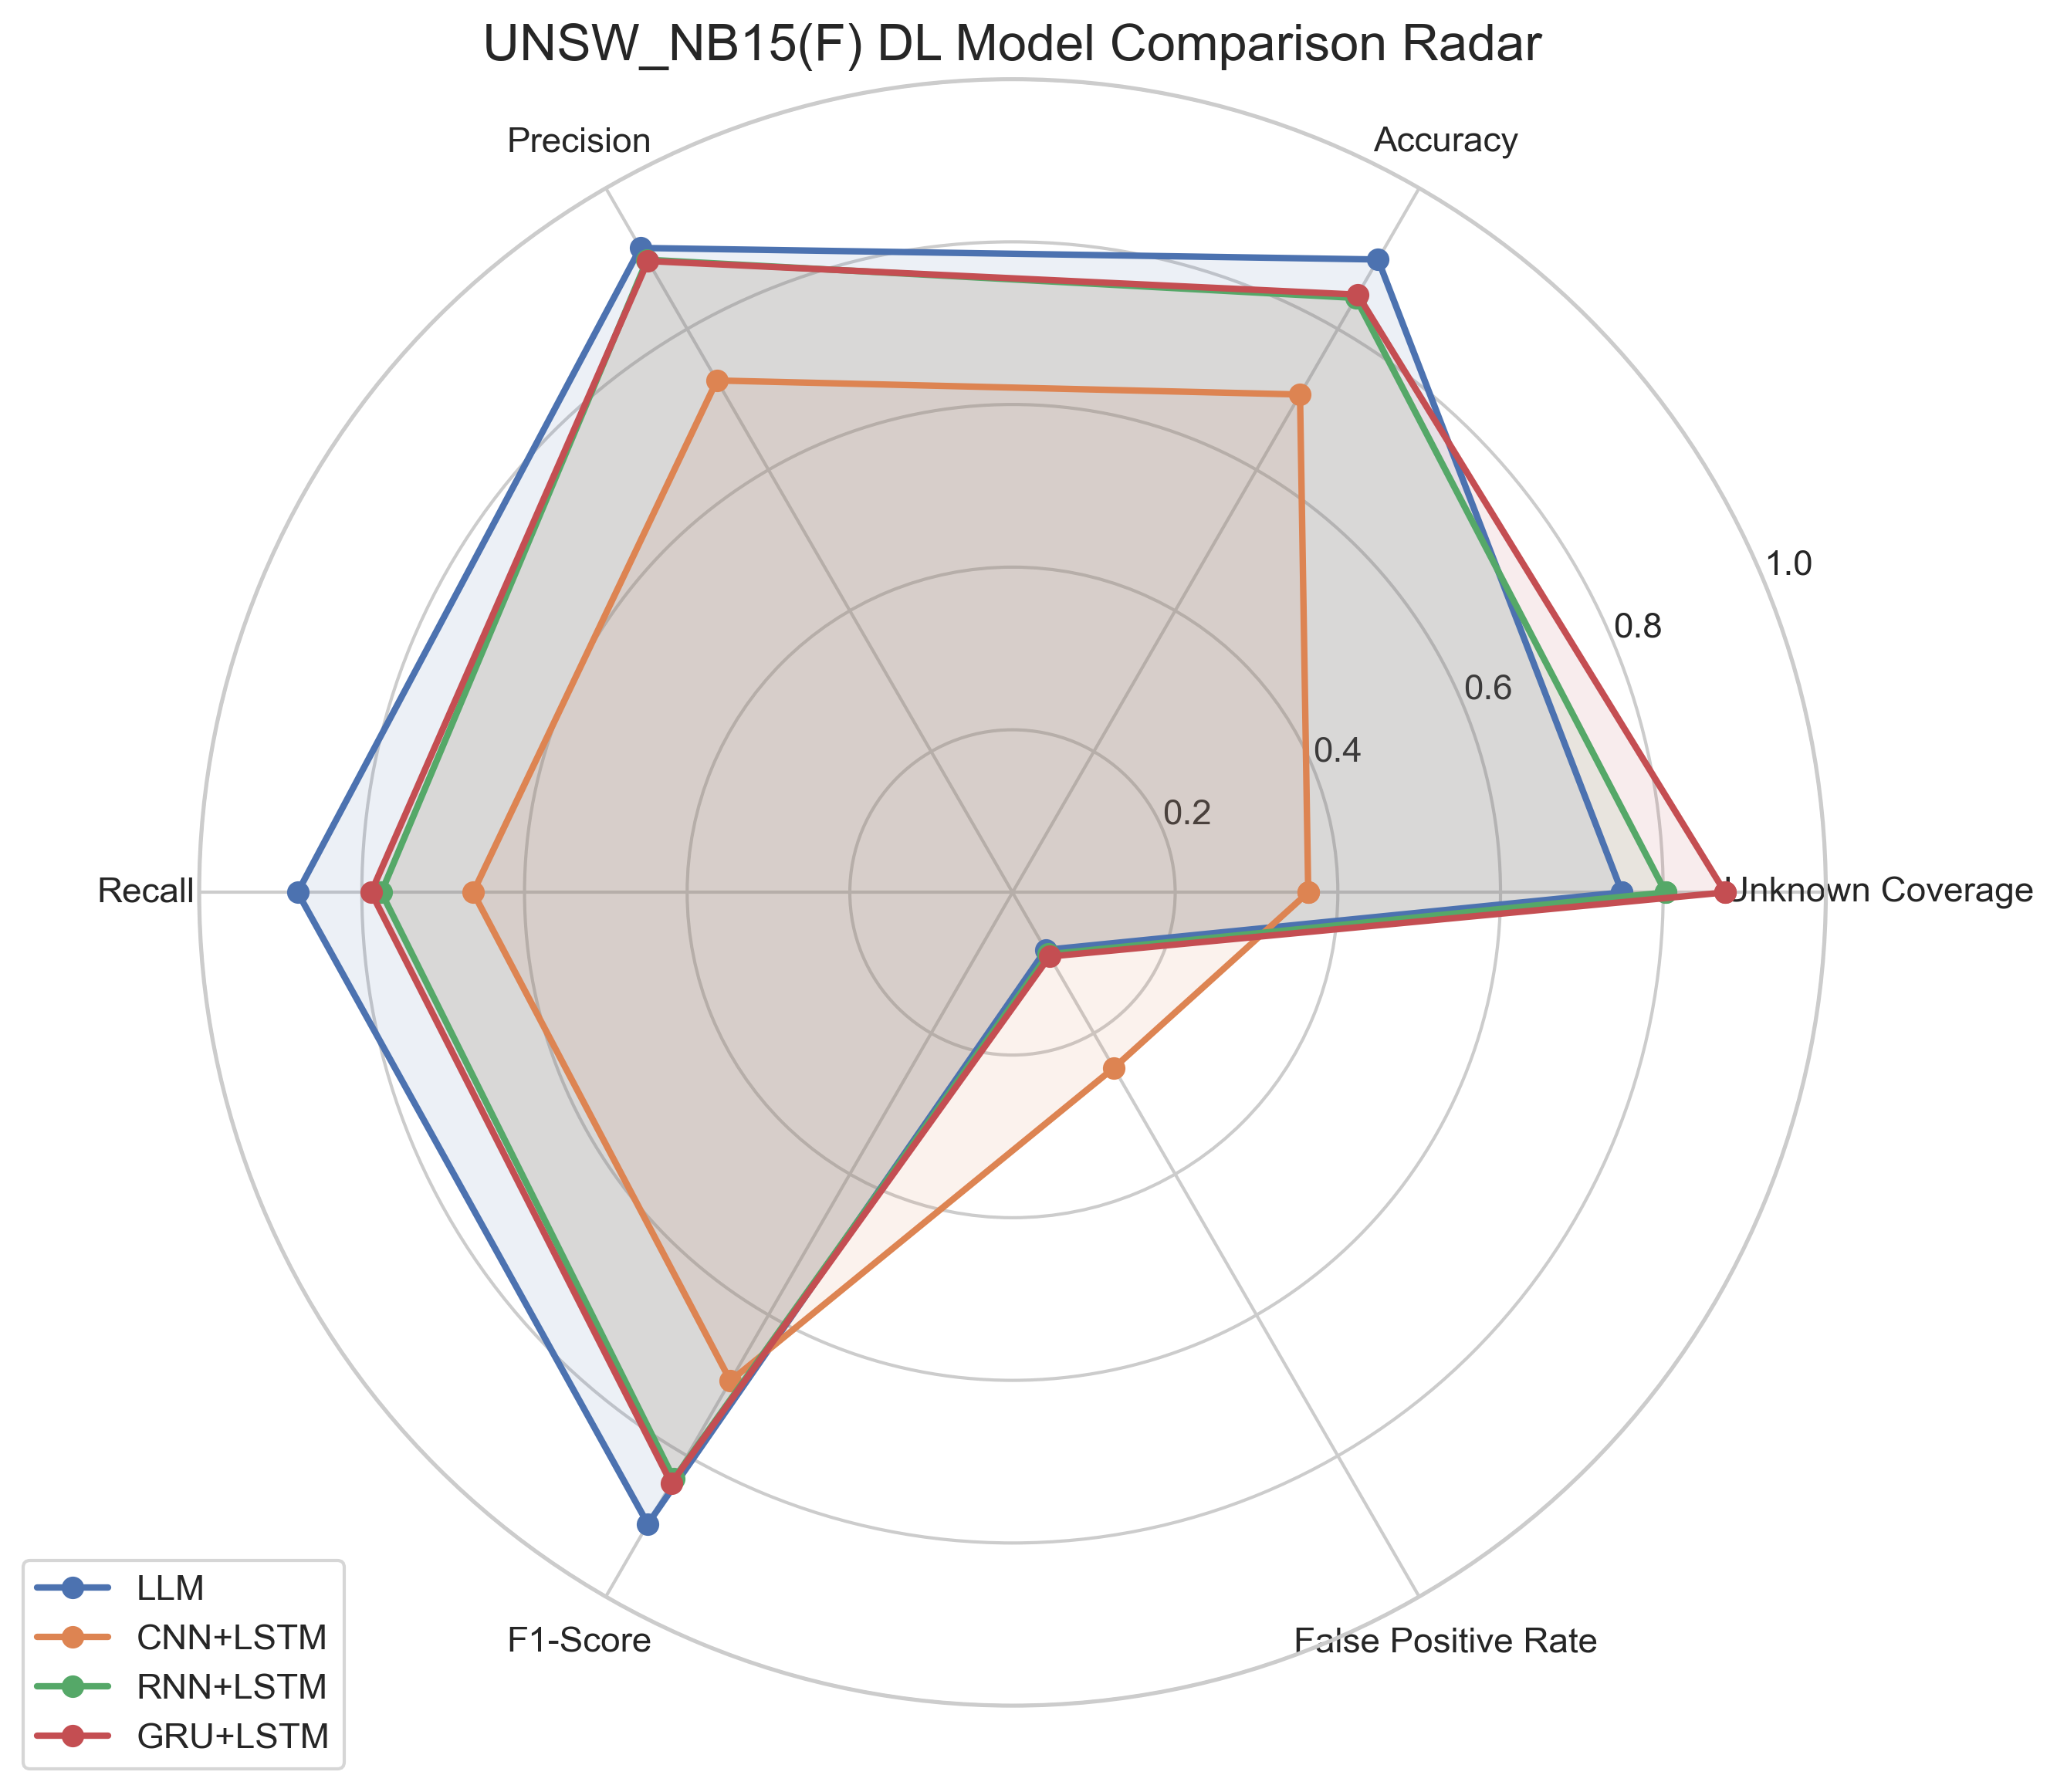 UNSW_NB15(F) DL Model Comparison Radar
Precision
Accuracy
1.0
0.8
0.6
0.4
0.2
Recall
Unknown Coverage
F1-Score
False Positive Rate
LLM
CNN+LSTM
RNN+LSTM
GRU+LSTM